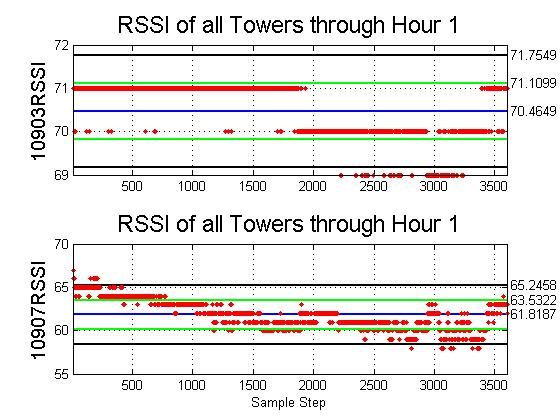 RSSI of all Towers through Hour 1
10903RSSI
72
71
70
69
71.7549
71.1099
70.4649
500 1000 1500 2000 2500 3000 3500
RSSI of all Towers through Hour 1
10907RSSI
70
65
60
55
65.2458
63.5322
61.8187
500 1000 1500 2000 2500 3000 3500
Sample Step